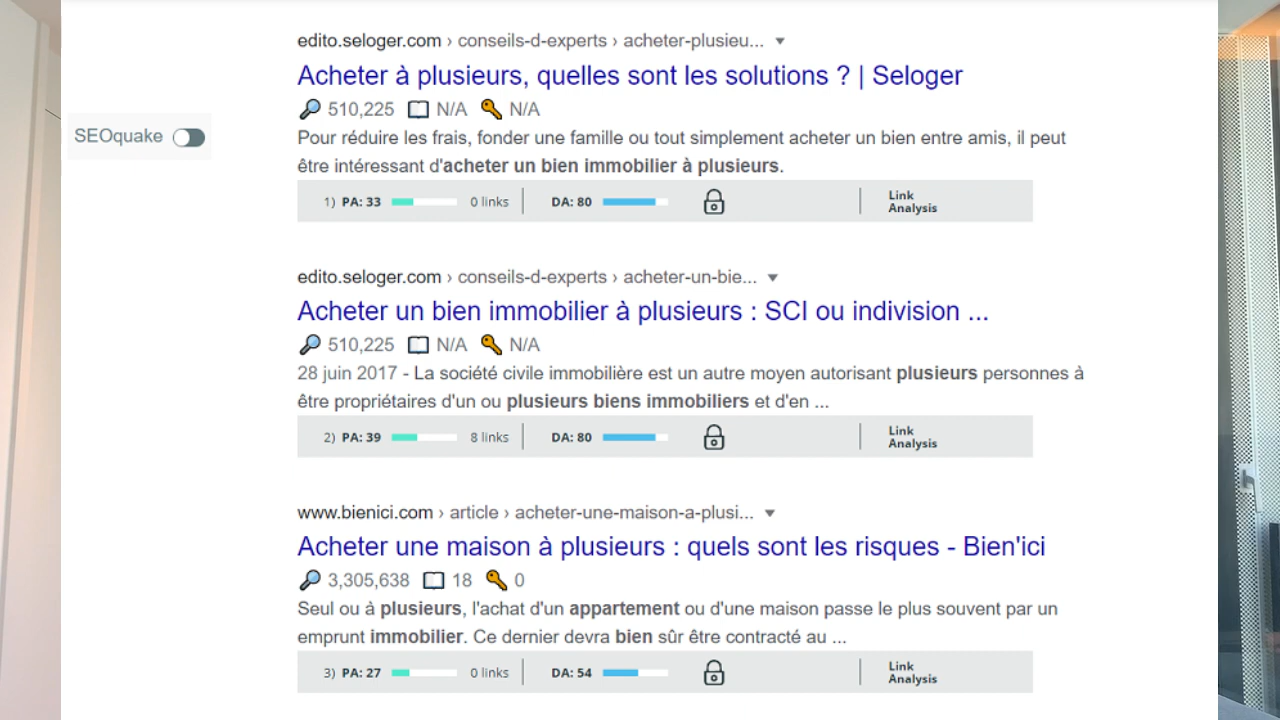 edito.seloger.com › conseils-d-experts › acheter-plusieu...
Acheter à plusieurs, quelles sont les solutions ? | Seloger
510,225 N/A N/A
SEOquake
Pour réduire les frais, fonder une famille ou tout simplement acheter un bien entre amis, il peut
être intéressant d'acheter un bien immobilier à plusieurs.
1) PA: 33 0 links DA: 80 Link
Analysis
edito.seloger.com › conseils-d-experts › acheter-un-bie...
Acheter un bien immobilier à plusieurs : SCI ou indivision ...
510,225 N/A N/A
28 juin 2017 - La société civile immobilière est un autre moyen autorisant plusieurs personnes à
être propriétaires d'un ou plusieurs biens immobiliers et d'en ...
2) PA: 39 8 links DA: 80 Link
Analysis
www.bienici.com › article › acheter-une-maison-a-plusi...
Acheter une maison à plusieurs : quels sont les risques - Bien'ici
3,305,638 18 0
Seul ou à plusieurs, l'achat d'un appartement ou d'une maison passe le plus souvent par un
emprunt immobilier. Ce dernier devra bien sûr être contracté au ...
3) PA: 27 0 links DA: 54 Link
Analysis